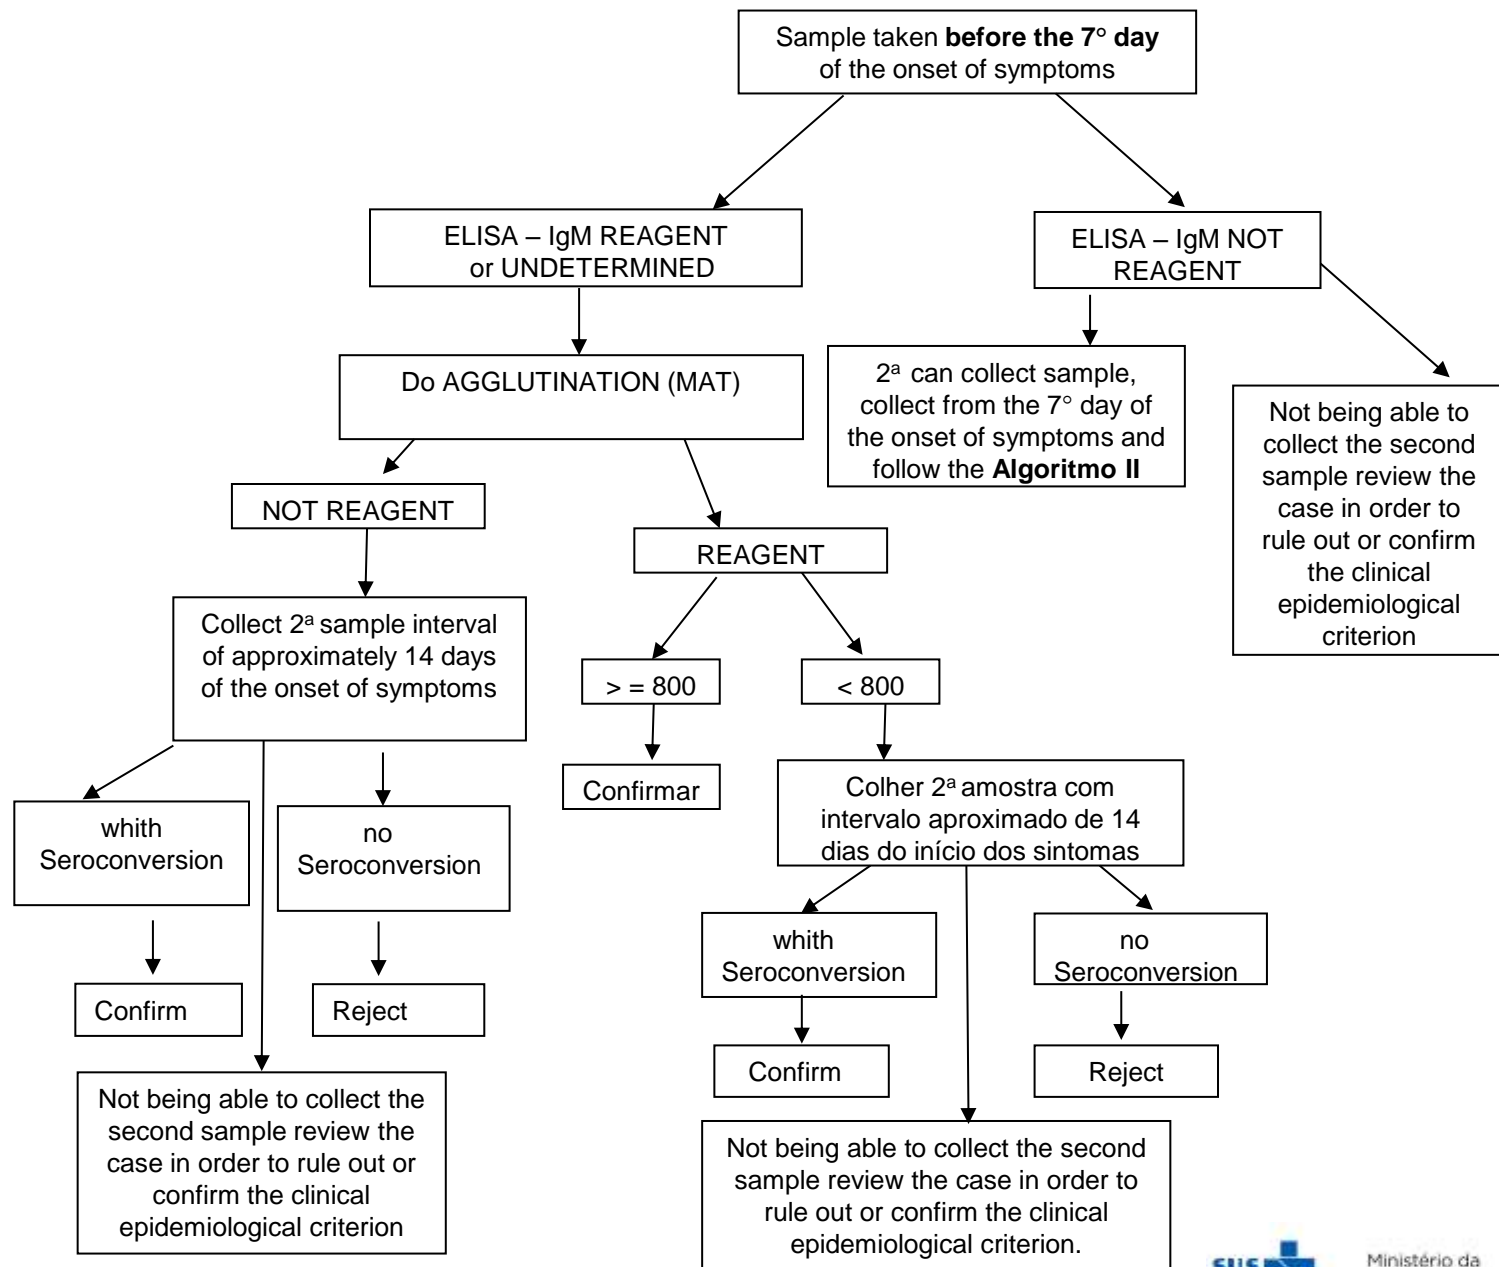 Sample taken before the 7° day
of the onset of symptoms
ELISA – IgM REAGENT
or UNDETERMINED
ELISA – IgM NOT
REAGENT
Do AGGLUTINATION (MAT)
2ª can collect sample,
collect from the 7° day of
the onset of symptoms and
follow the Algoritmo II
Not being able to
collect the second
sample review the
case in order to
rule out or confirm
the clinical
epidemiological
criterion
NOT REAGENT
REAGENT
Collect 2ª sample interval
of approximately 14 days
of the onset of symptoms
> = 800
< 800
Confirmar
Colher 2ª amostra com
intervalo aproximado de 14
dias do início dos sintomas
whith
Seroconversion
no
Seroconversion
whith
Seroconversion
no
Seroconversion
Confirm
Reject
Confirm
Reject
Not being able to collect the
second sample review the
case in order to rule out or
confirm the clinical
epidemiological criterion
Not being able to collect the second
sample review the case in order to
rule out or confirm the clinical
epidemiological criterion.
SUS
Ministério da